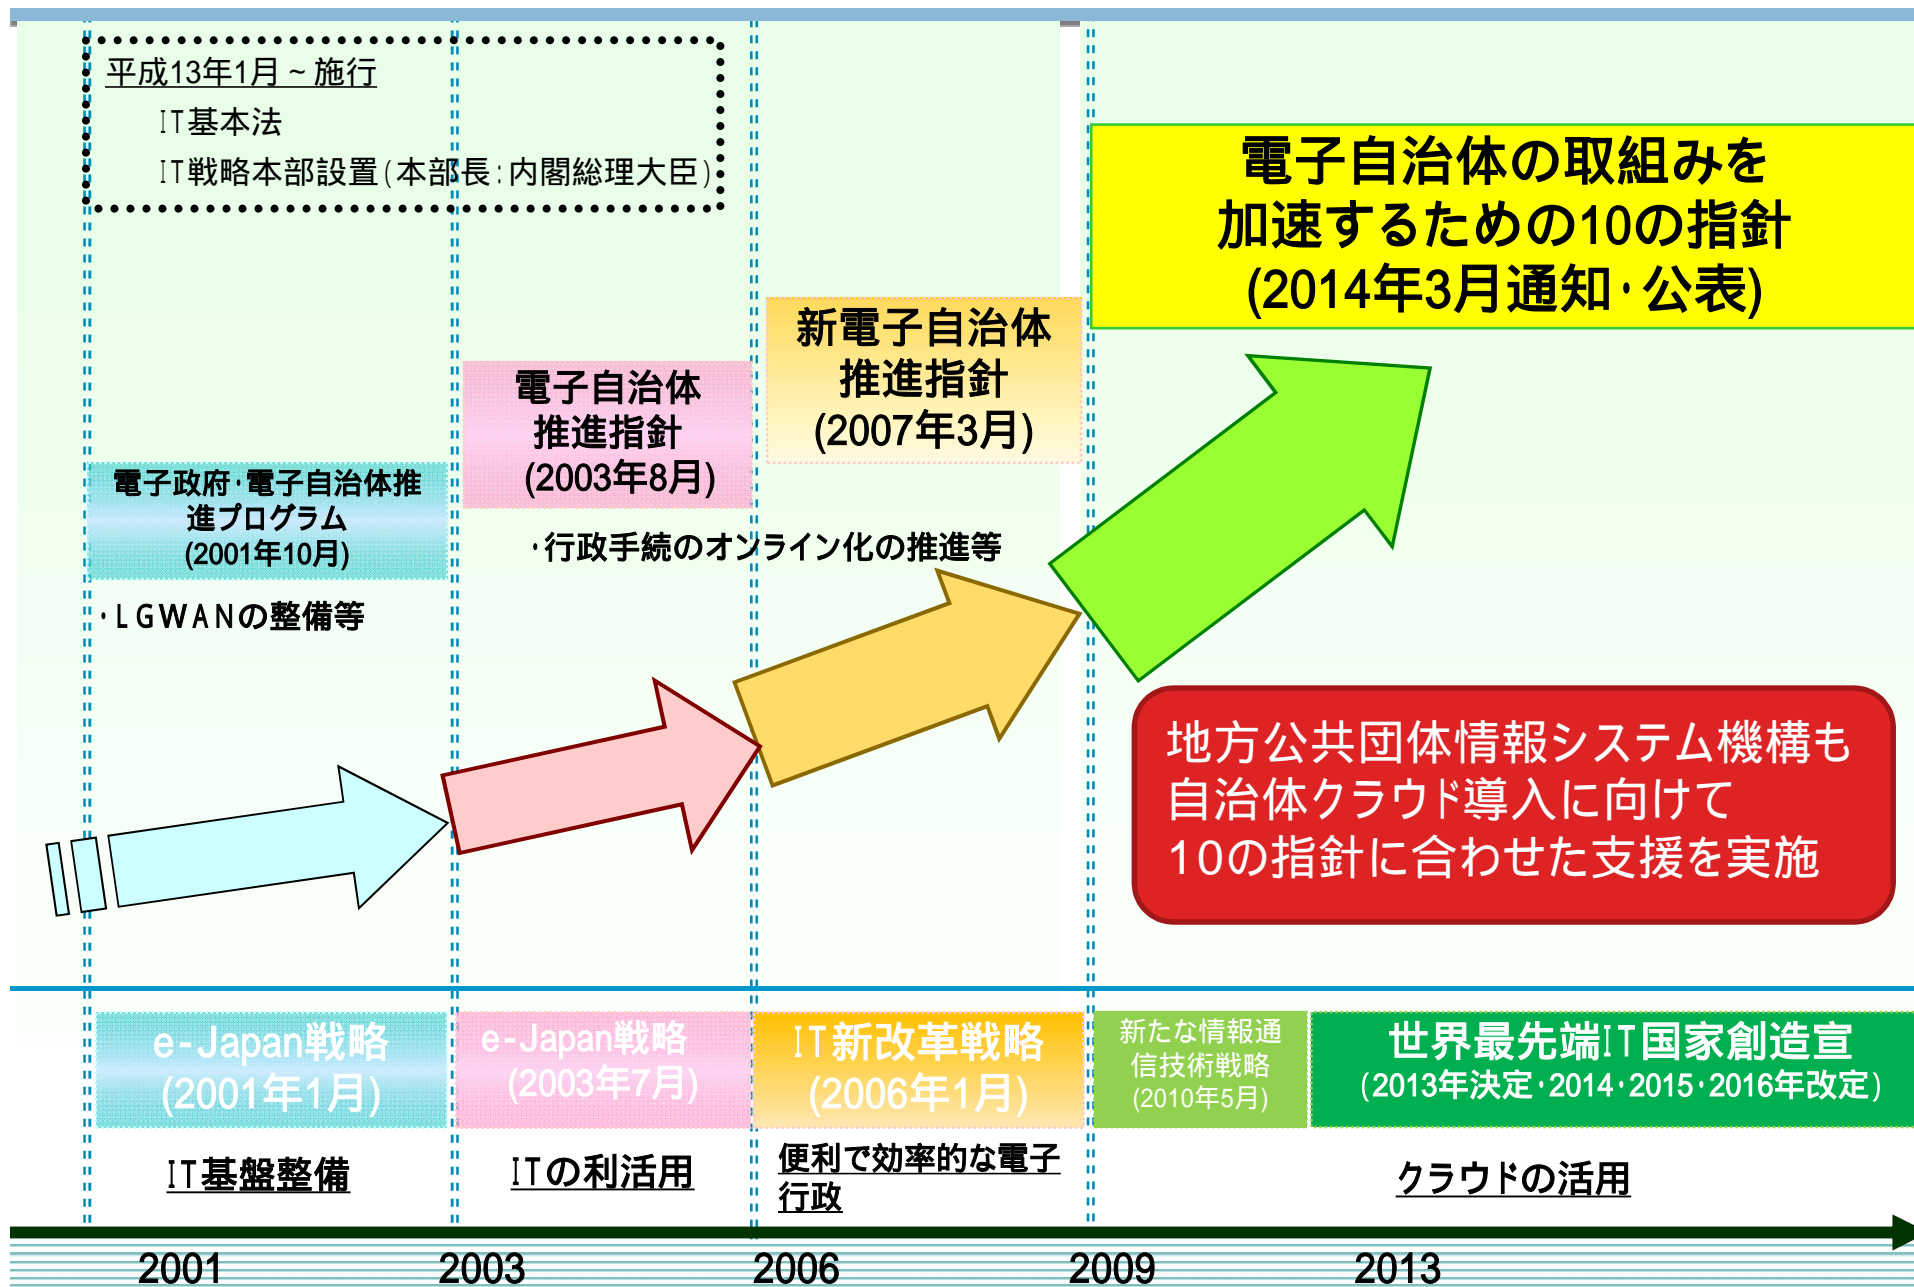 平成13年1月~施行
IT基本法
IT戦略本部設置(本部長:内閣総理大臣)
電子自治体の取組みを
加速するための10の指針
(2014年3月通知・公表)
新電子自治体
推進指針
(2007年3月)
電子自治体
推進指針
(2003年8月)
電子政府・電子自治体推
進プログラム
(2001年10月)
・行政手続のオンライン化の推進等
・LGWANの整備等
地方公共団体情報システム機構も
自治体クラウド導入に向けて
10の指針に合わせた支援を実施
e-Japan戦略
(2001年1月)
e-Japan戦略
(2003年7月)
IT新改革戦略
(2006年1月)
新たな情報通
信技術戦略
(2010年5月)
世界最先端IT国家創造宣
(2013年決定・2014・2015・2016年改定)
IT基盤整備
ITの利活用
便利で効率的な電子
行政
クラウドの活用
2001
2003
2006
2009
2013